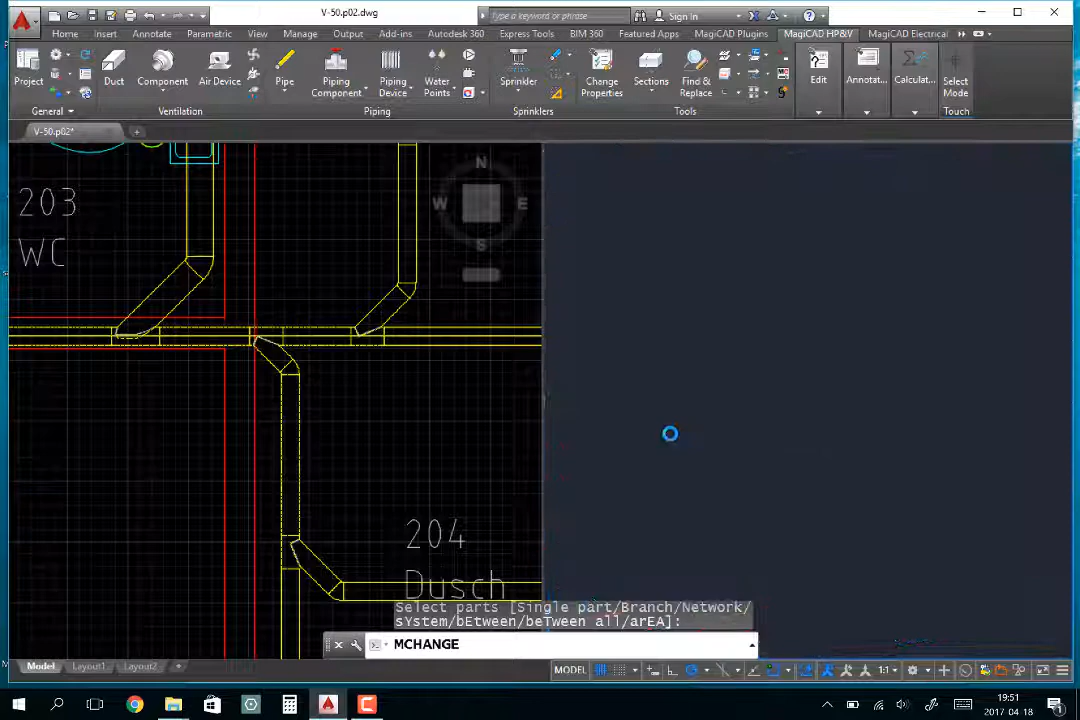 V-50.p02.dwg
Type a keyword or phrase
Sign In
Home Insert Annotate Parametric View Manage Output Add-ins Autodesk 360 Express Tools BIM 360 Featured Apps MagiCAD Plugins MagiCAD HP&V MagiCAD Electrical
Project
Duct
Component
Air Device
Pipe
Piping
Component
Piping
Device
Water
Points
Sprinkler
Change
Properties
Sections
Find &
Replace
Edit
Annotat..
Calculat..
Select
Mode
General
Ventilation
Piping
Sprinklers
Tools
Touch
V-50.p02*
203
WC
N
W
E
S
204
Dusch
Select parts [Single part/Branch/Network/
sYstem/bEtween/beTween all/arEA]:
MCHANGE
Model Layout1 Layout2
MODEL
1:1
19:51
2017-04-18
1